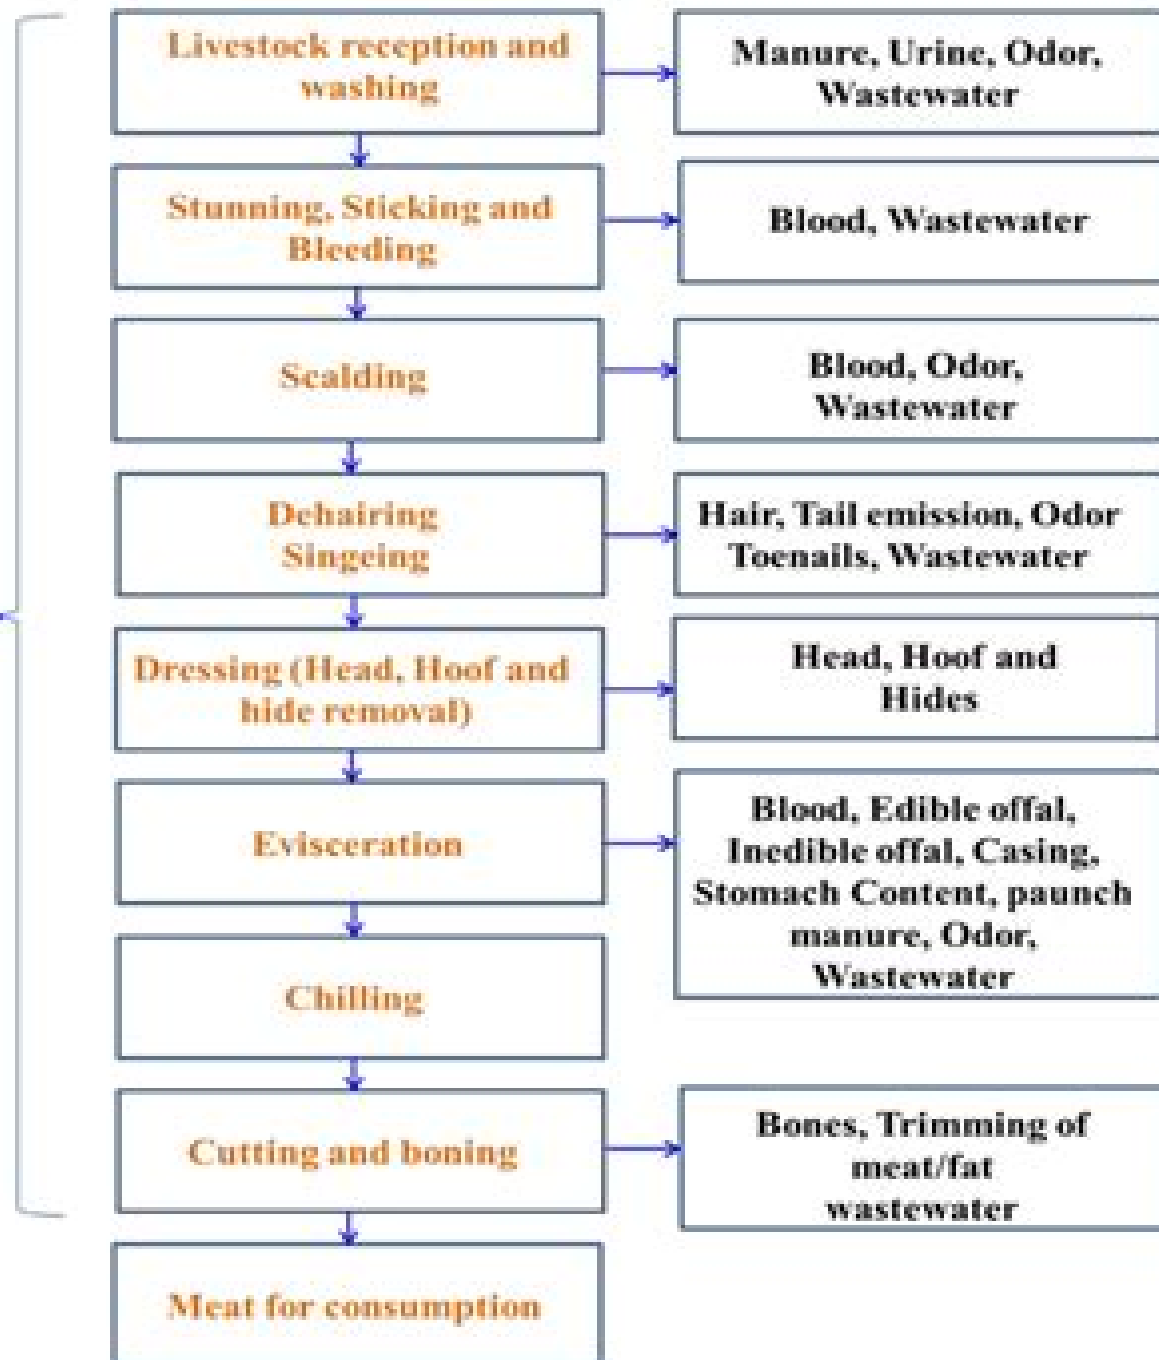 Livestock reception and
washing
Manure, Urine, Odor,
Wastewater
Stunning, Sticking and
Bleeding
Blood, Wastewater
Scalding
Blood, Odor,
Wastewater
Dehairing
Singeing
Hair, Tail emission, Odor
Toenails, Wastewater
Dressing (Head, Hoof and
hide removal)
Head, Hoof and
Hides
Evisceration
Blood, Edible offal,
Inedible offal, Casing,
Stomach Content, paunch
manure, Odor,
Wastewater
Chilling
Cutting and boning
Bones, Trimming of
meat/fat
wastewater
Meat for consumption